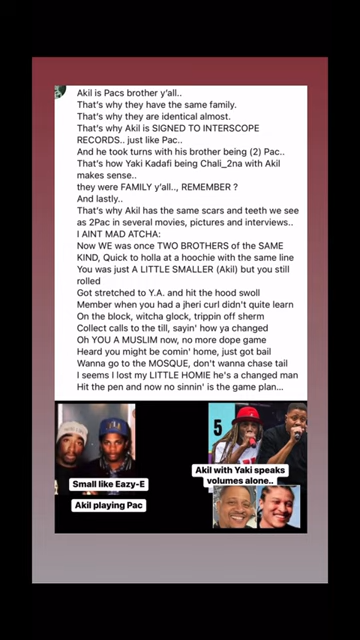 Akil is Pacs brother y'all..
That's why they have the same family.
That's why they are identical almost.
That's why Akil is SIGNED TO INTERSCOPE
RECORDS.. just like Pac..
And he took turns with his brother being (2) Pac..
That's how Yaki Kadafi being Chali_2na with Akil
makes sense..
they were FAMILY y'all.., REMEMBER ?
And lastly..
That's why Akil has the same scars and teeth we see
as 2Pac in several movies, pictures and interviews..
I AINT MAD ATCHA:
Now WE was once TWO BROTHERS of the SAME
KIND, Quick to holla at a hoochie with the same line
You was just A LITTLE SMALLER (Akil) but you still
rolled
Got stretched to Y.A. and hit the hood swoll
Member when you had a jheri curl didn't quite learn
On the block, witcha glock, trippin off sherm
Collect calls to the till, sayin' how ya changed
Oh YOU A MUSLIM now, no more dope game
Heard you might be comin' home, just got bail
Wanna go to the MOSQUE, don't wanna chase tail
I seems I lost my LITTLE HOMIE he's a changed man
Hit the pen and now no sinnin' is the game plan...
5
Small like Eazy-E
Akil playing Pac
Akil with Yaki speaks
volumes alone..